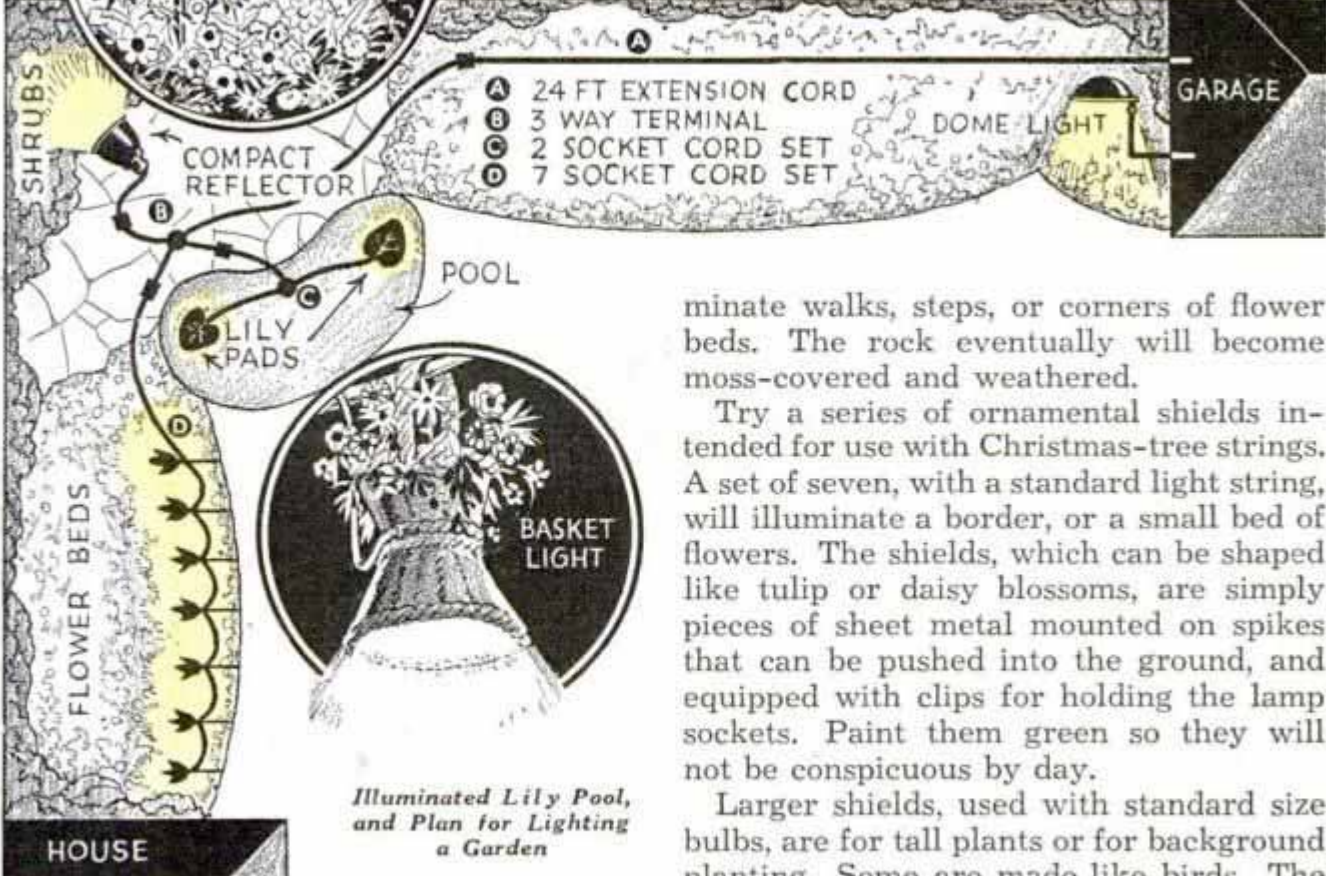 SHRUBS
A
A 24 FT EXTENSION CORD
B 3 WAY TERMINAL
C 2 SOCKET CORD SET
D 7 SOCKET CORD SET
GARAGE
DOME LIGHT
COMPACT
REFLECTOR
B
POOL
C
LILY
PADS
D
FLOWER BEDS
BASKET
LIGHT
HOUSE
Illuminated Lily Pool,
and Plan for Lighting
a Garden
minate walks, steps, or corners of flower
beds. The rock eventually will become
moss-covered and weathered.
Try a series of ornamental shields in-
tended for use with Christmas-tree strings.
A set of seven, with a standard light string,
will illuminate a border, or a small bed of
flowers. The shields, which can be shaped
like tulip or daisy blossoms, are simply
pieces of sheet metal mounted on spikes
that can be pushed into the ground, and
equipped with clips for holding the lamp
sockets. Paint them green so they will
not be conspicuous by day.
Larger shields, used with standard size
bulbs, are for tall plants or for background
planting. Some are made like birds. The